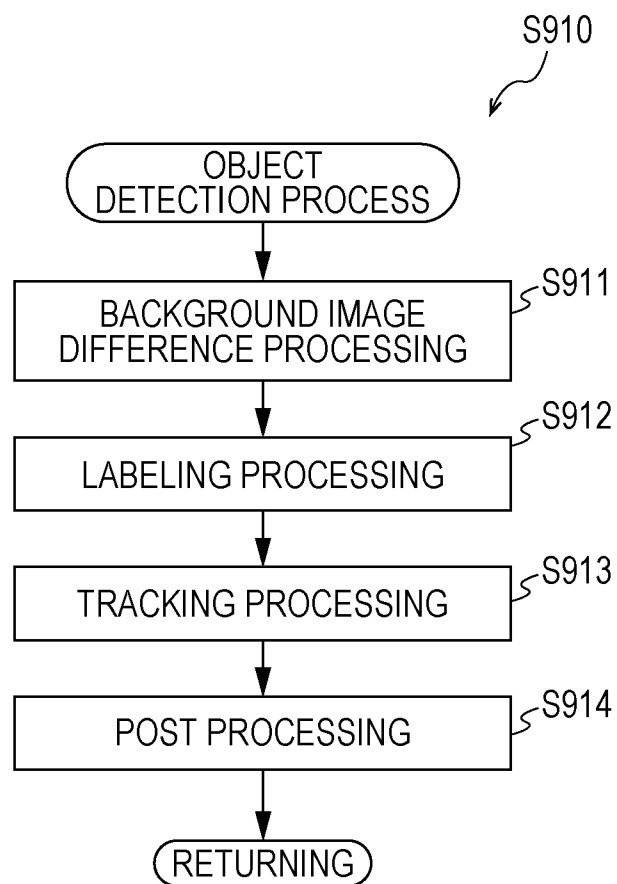 S910
OBJECT
DETECTION PROCESS
S911
BACKGROUND IMAGE
DIFFERENCE PROCESSING
S912
LABELING PROCESSING
S913
TRACKING PROCESSING
S914
POST PROCESSING
RETURNING